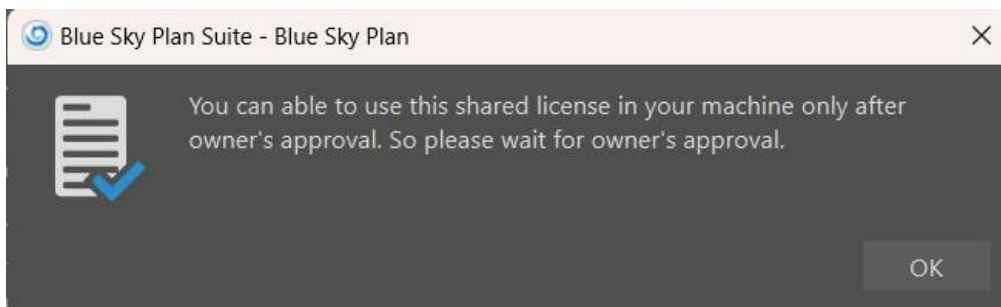 Blue Sky Plan Suite - Blue Sky Plan
You can able to use this shared license in your machine only after
owner's approval. So please wait for owner's approval.
OK